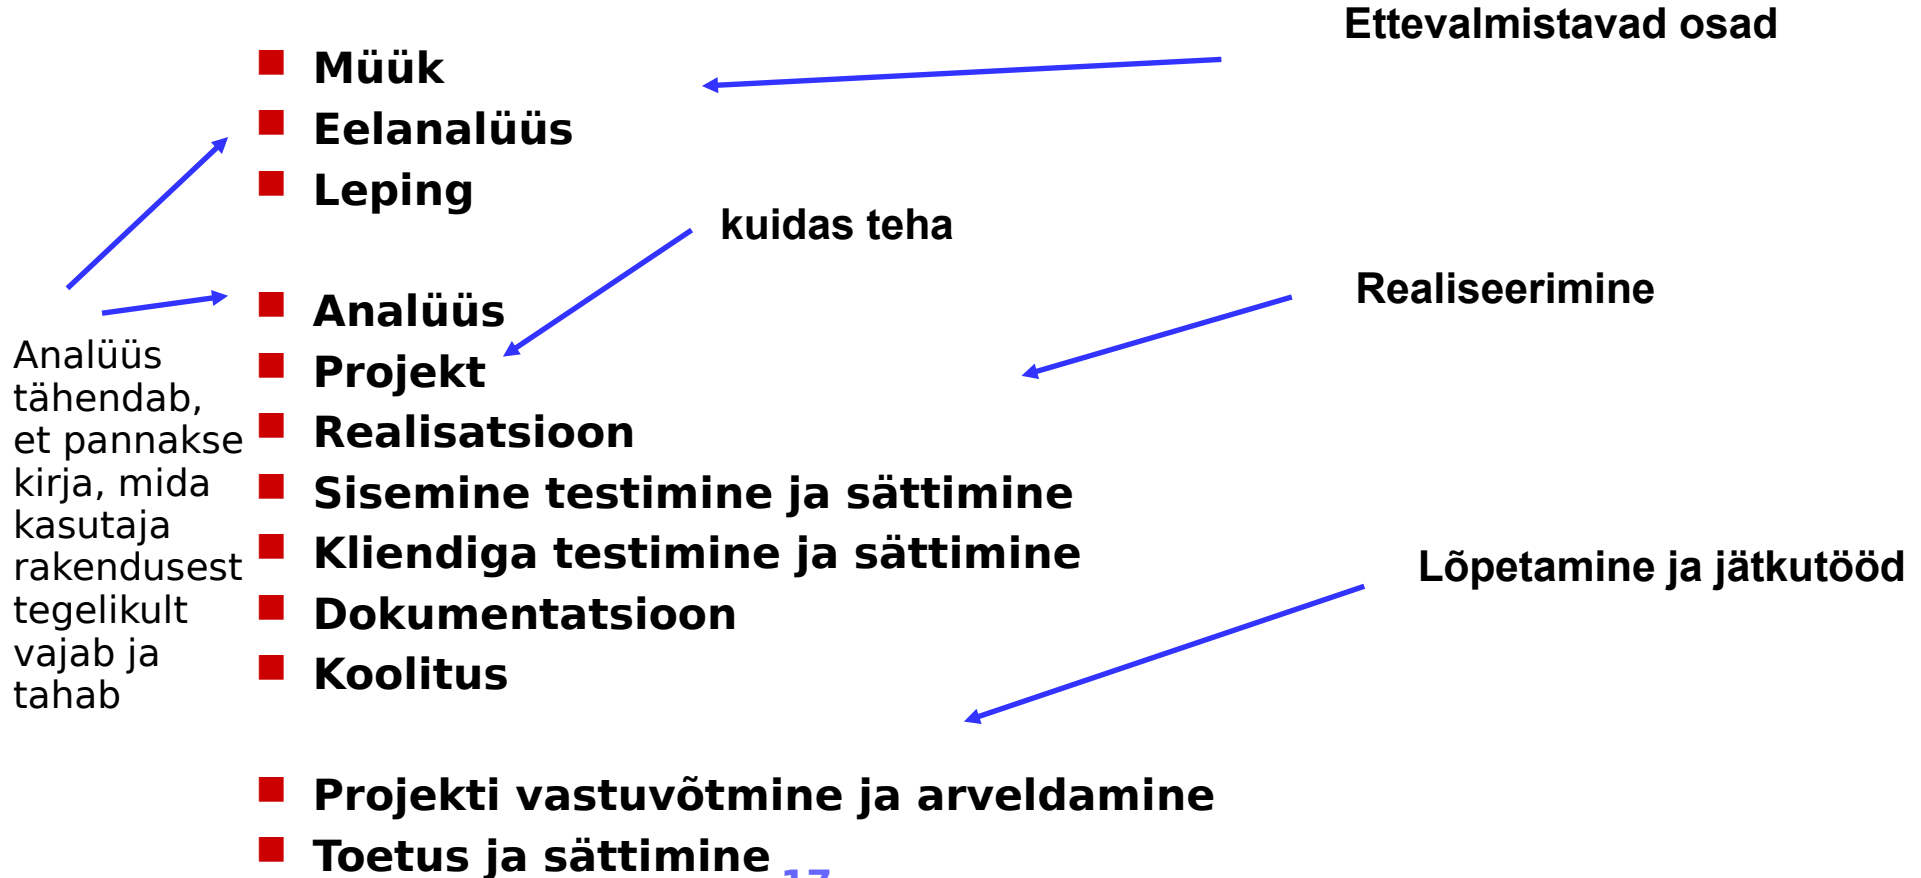 Ettevalmistavad osad
Müük
Eelanalüüs
Leping
kuidas teha
Realiseerimine
Analüüs
Projekt
Realisatsioon
Sisemine testimine ja sättimine
Kliendiga testimine ja sättimine
Dokumentatsioon
Koolitus
Analüüs
tähendab,
et pannakse
kirja, mida
kasutaja
rakendusest
tegelikult
vajab ja
tahab
Lõpetamine ja jätkutööd
Projekti vastuvõtmine ja arveldamine
Toetus ja sättimine
17